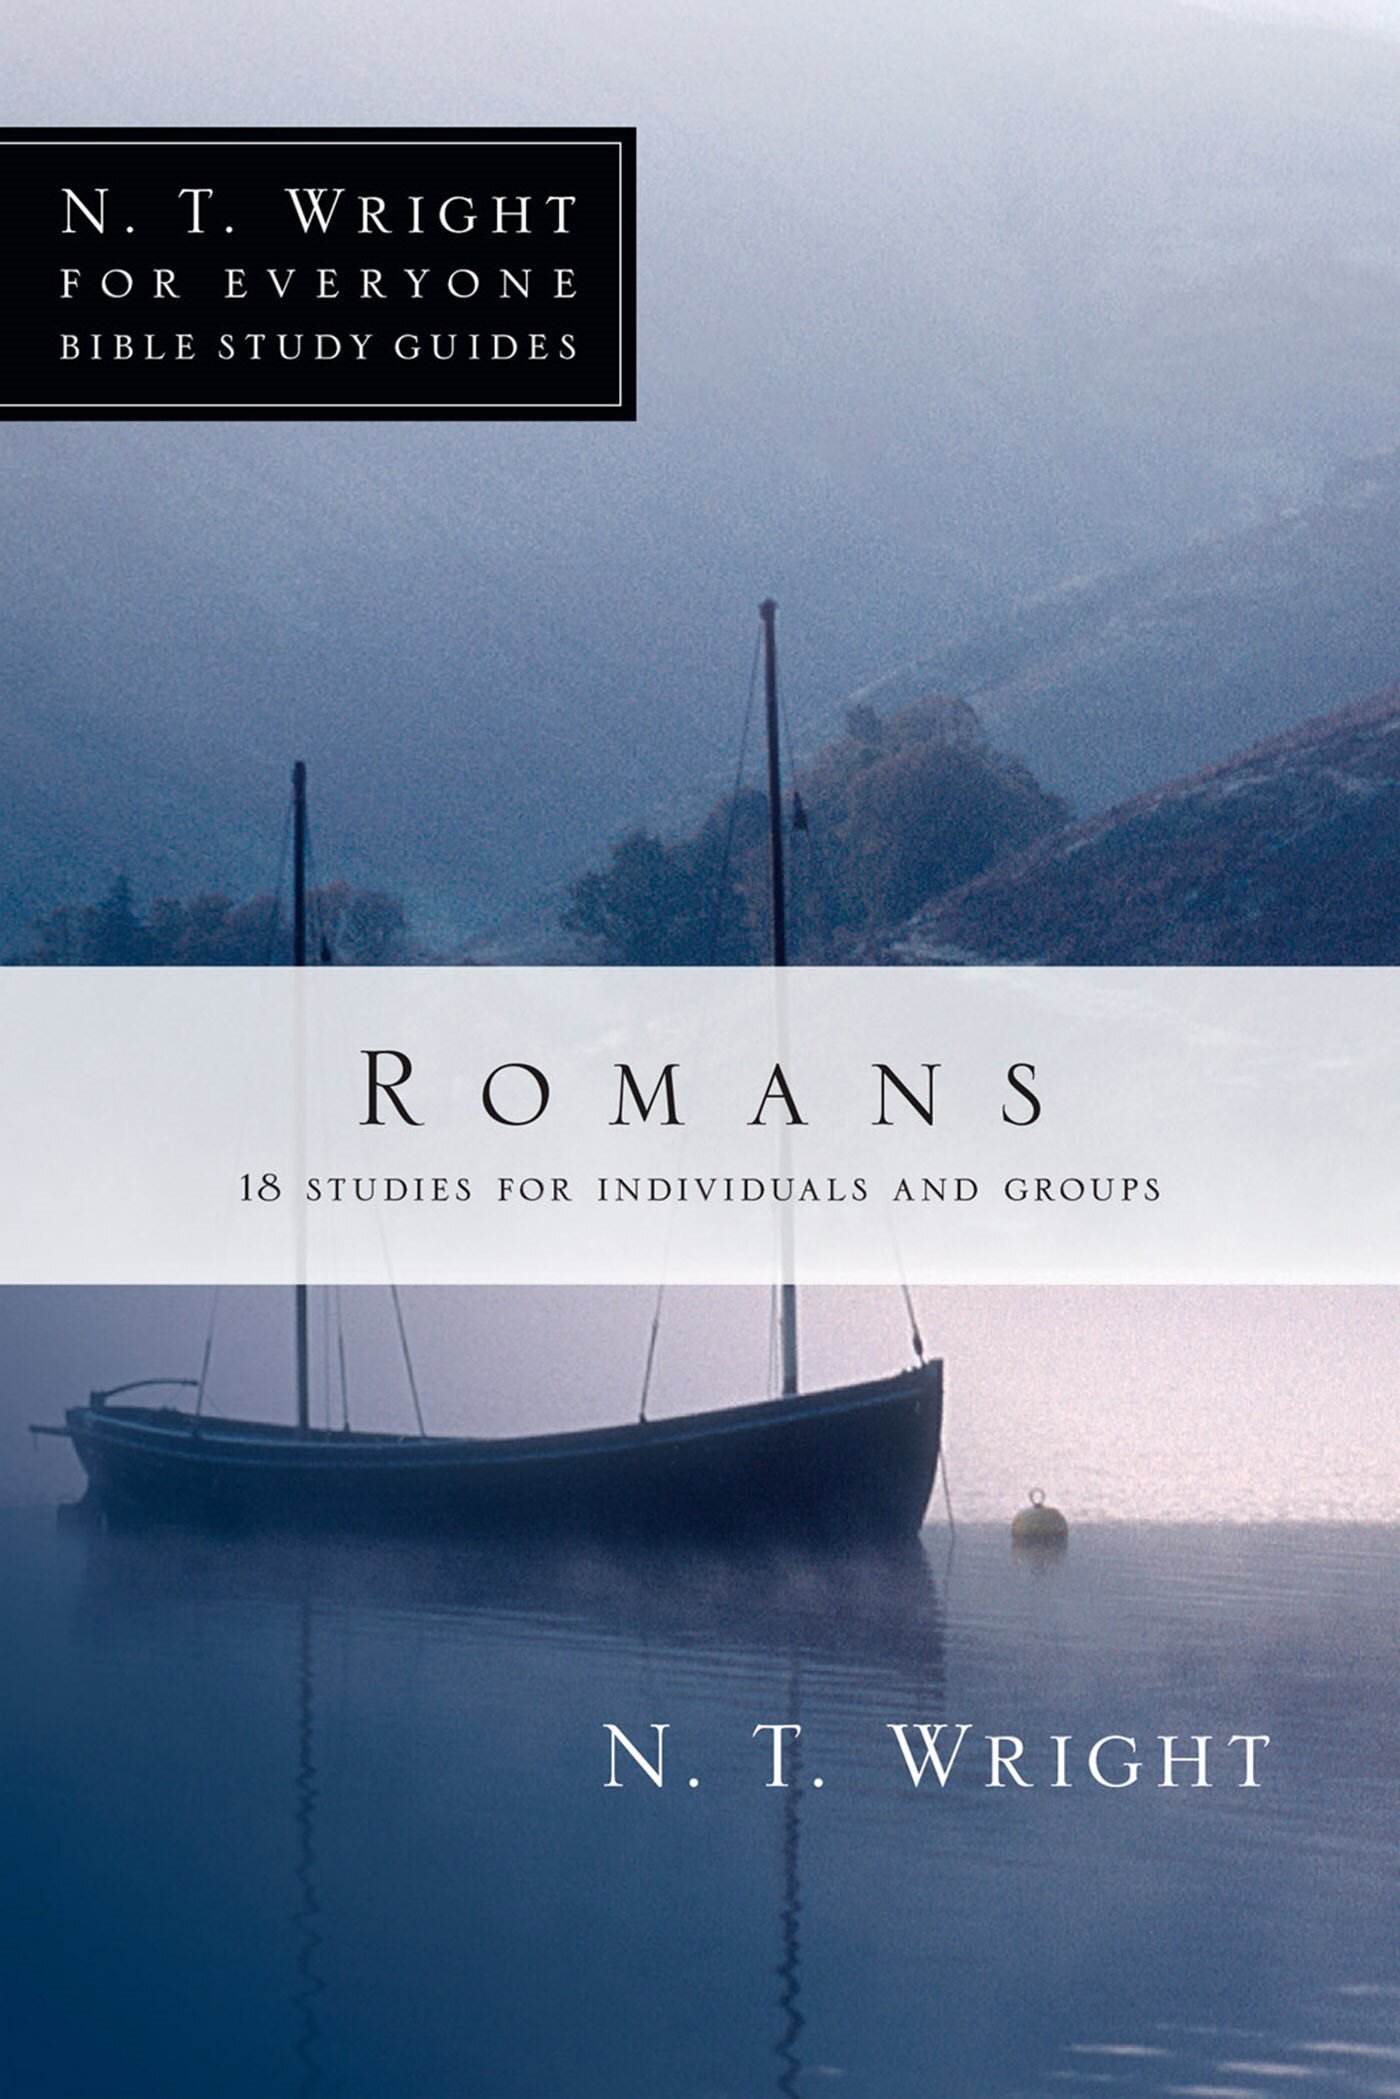 N. T. WRIGHT
FOR EVERYONE
BIBLE STUDY GUIDES
ROMANS
18 STUDIES FOR INDIVIDUALS AND GROUPS
N. T. WRIGHT